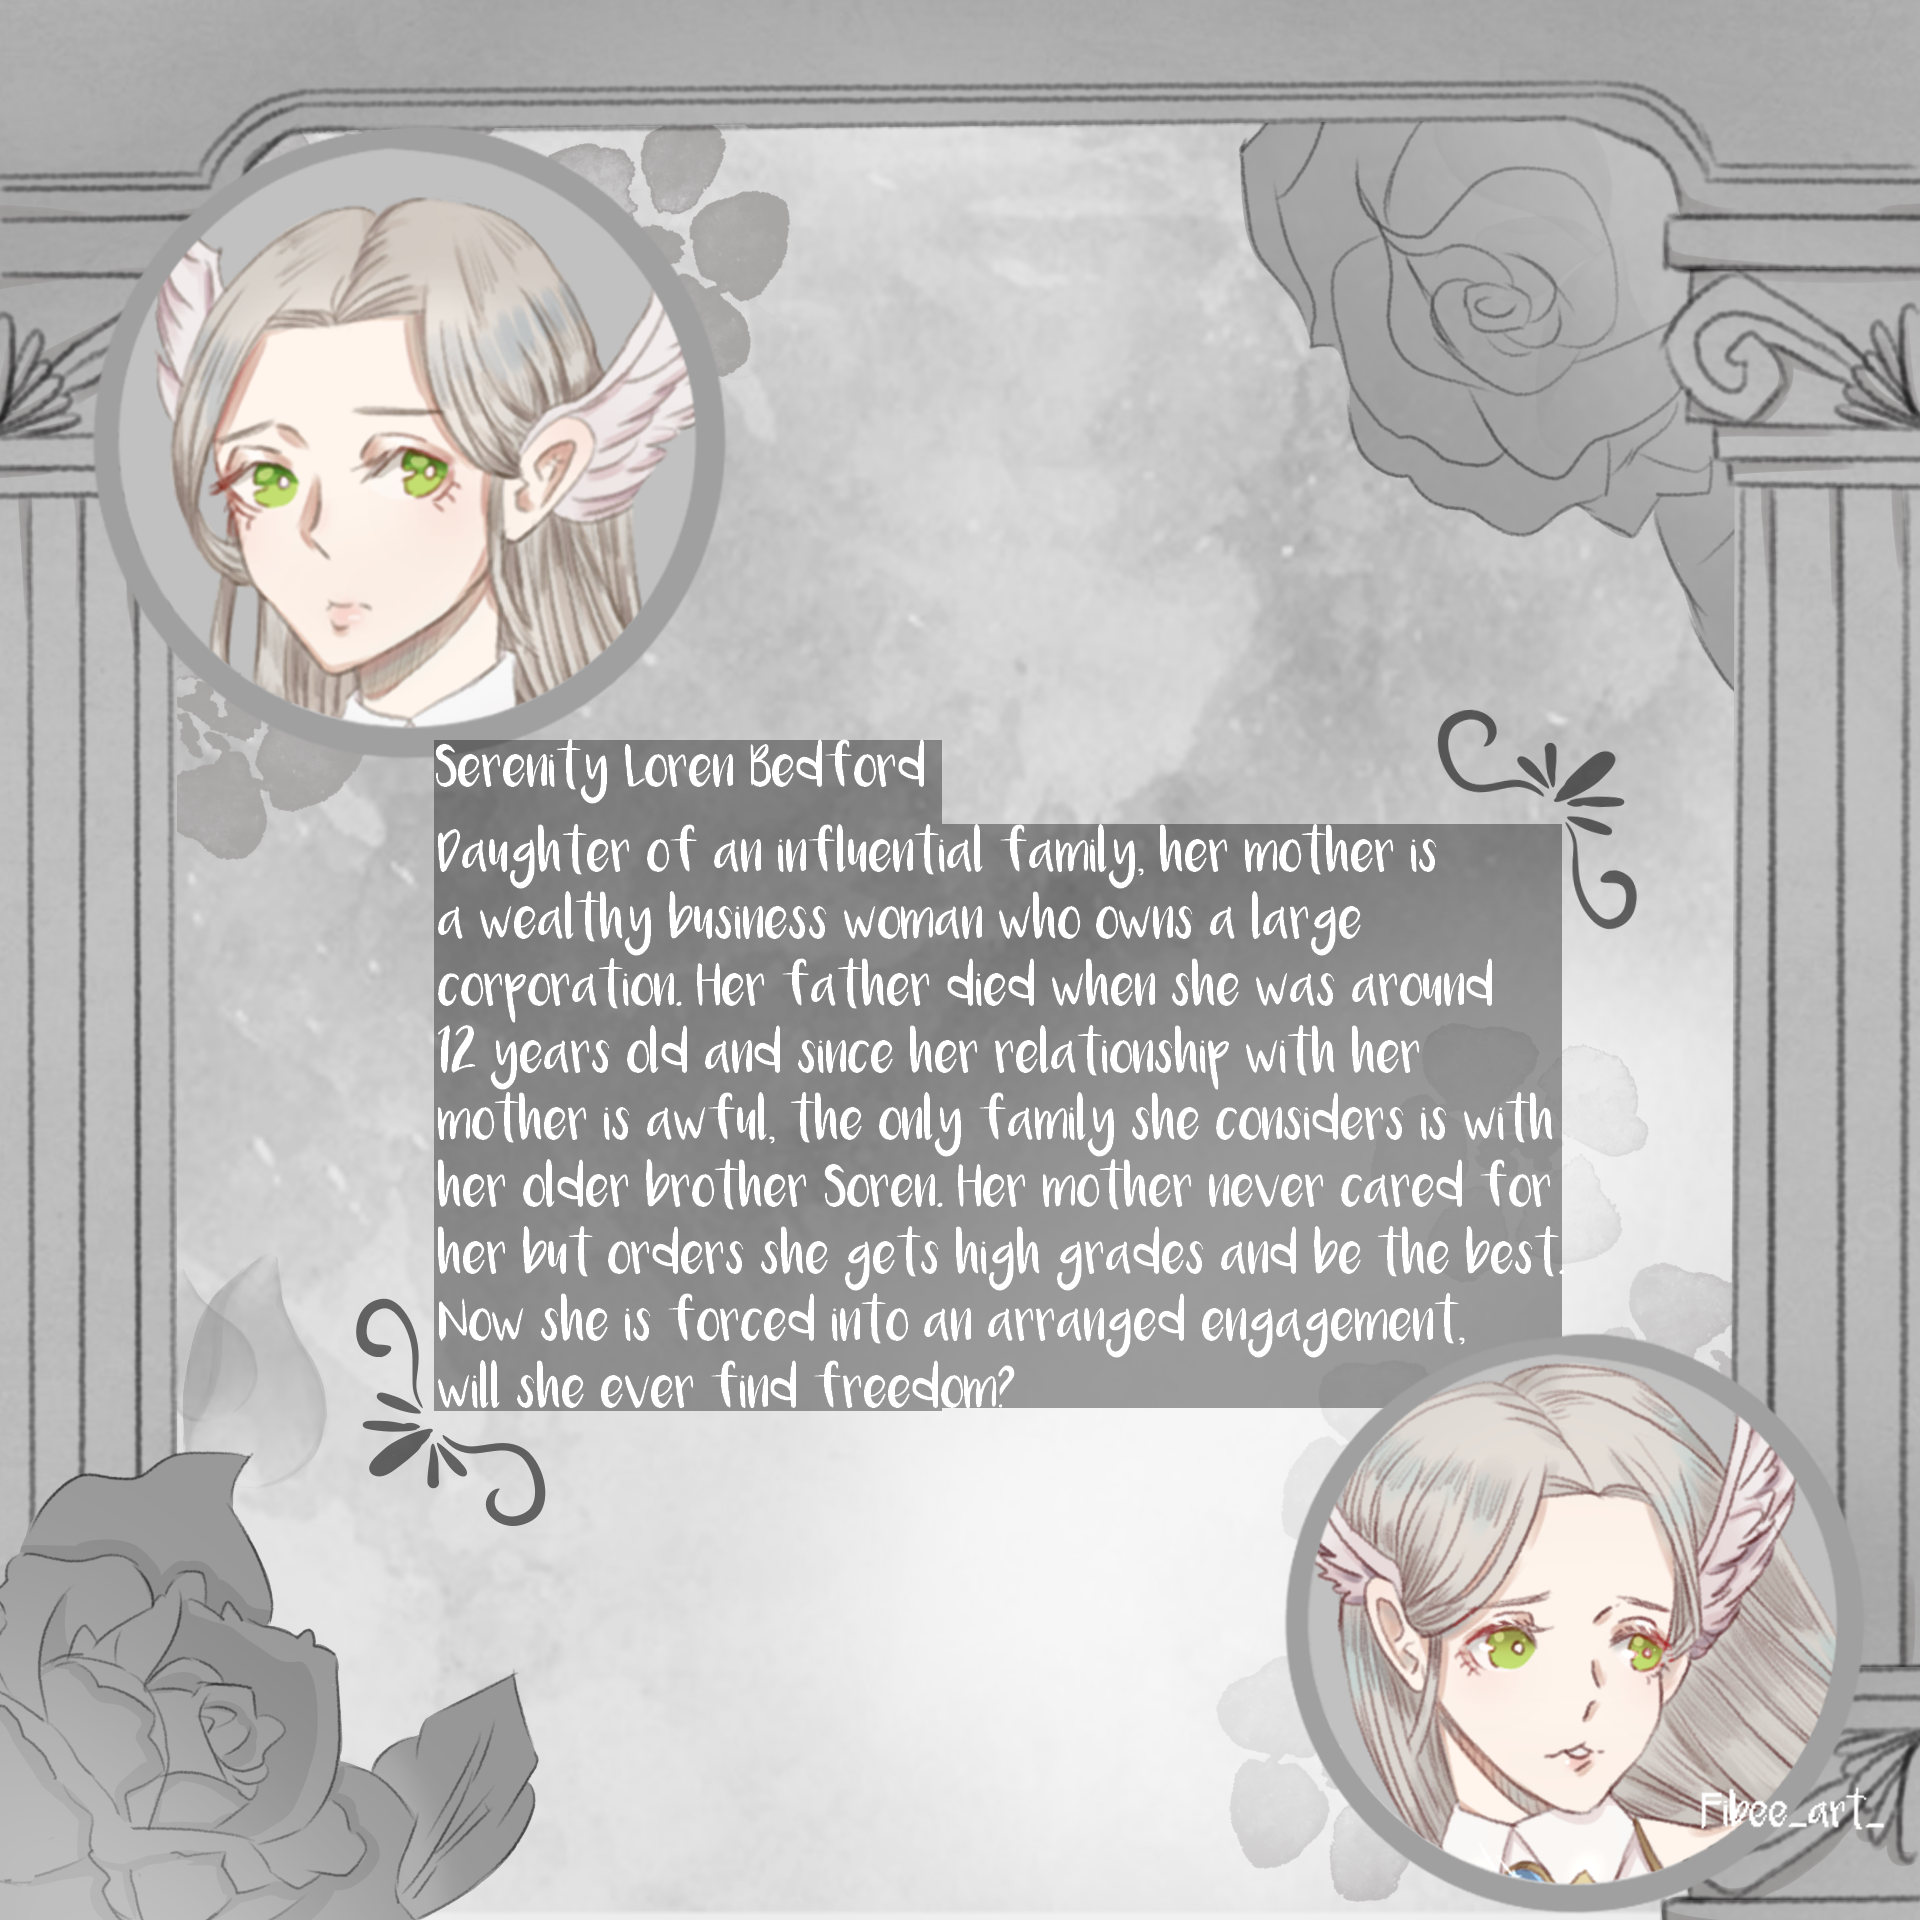 Serenity Loren Bedford
Daughter of an influential family, her mother is
a wealthy business woman who owns a large
corporation. Her father died when she was around
12 years old and since her relationship with her
mother is awful, the only family she considers is with
her older brother Soren. Her mother never cared for
her but orders she gets high grades and be the best.
Now she is forced into an arranged engagement,
will she ever find freedom?
Fibee_art_